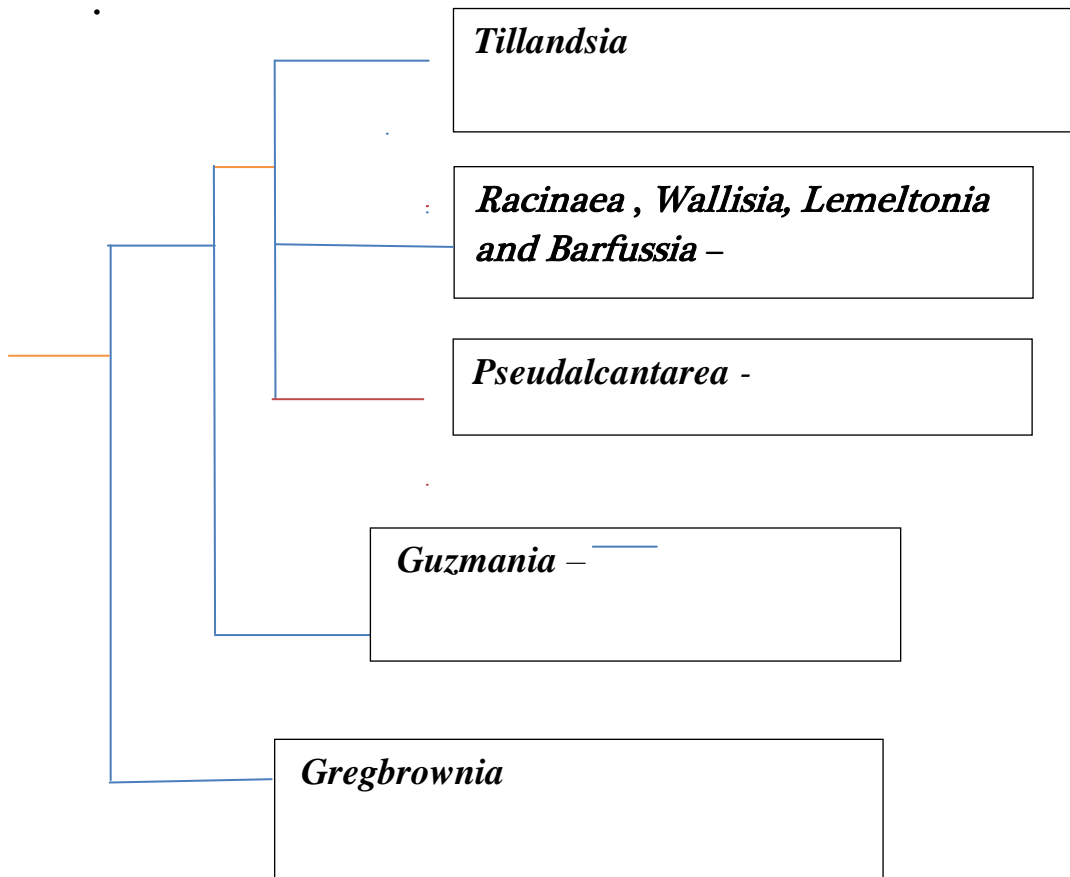 Tillandsia
Racinaea , Wallisia, Lemeltonia
and Barfussia –
Pseudalcantarea -
Guzmania –
Gregbrownia